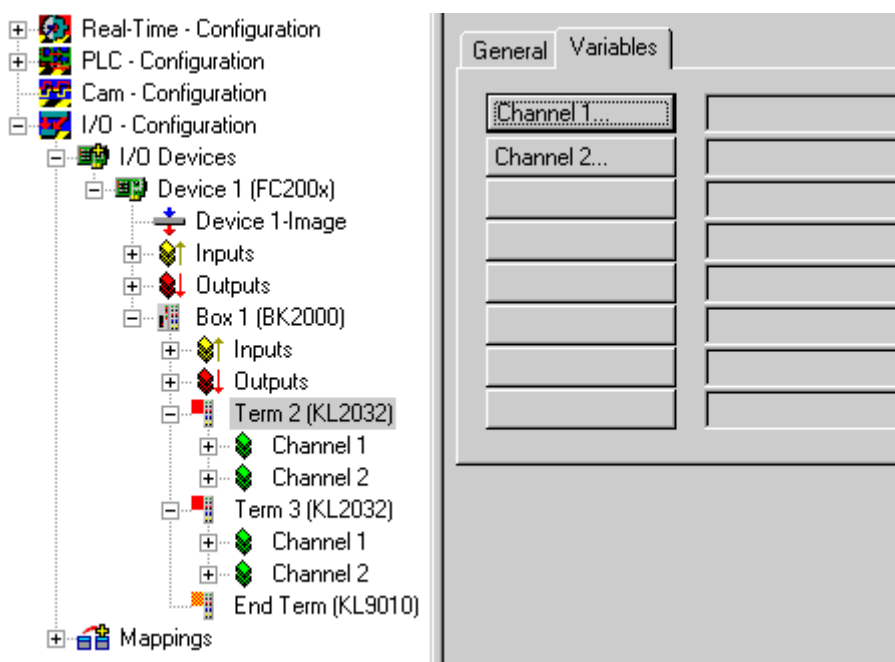 Real-Time - Configuration
PLC - Configuration
Cam - Configuration
I/O - Configuration
I/O Devices
Device 1 (FC200x)
Device 1-Image
Inputs
Outputs
Box 1 (BK2000)
Inputs
Outputs
Term 2 (KL2032)
Channel 1
Channel 2
Term 3 (KL2032)
Channel 1
Channel 2
End Term (KL9010)
Mappings
General Variables
Channel 1...
Channel 2...